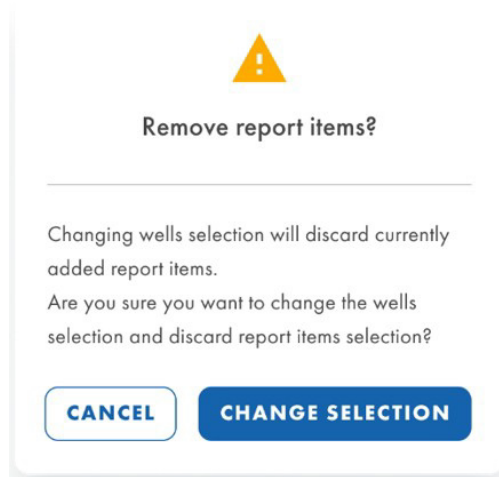 Remove report items?
Changing wells selection will discard currently
added report items.
Are you sure you want to change the wells
selection and discard report items selection?
CANCEL
CHANGE SELECTION